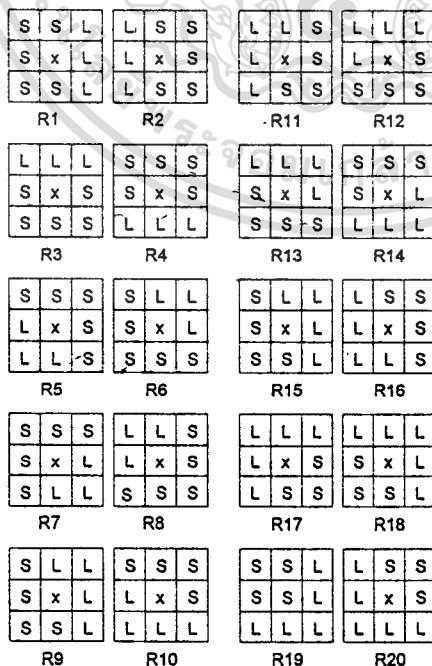 S S L L S S L L S L L L
S x L L x S L x S L x S
S S L L S S L S S S S S
R1 R2 R11 R12
L L L S S S L L L S S S
S x S S x S S x L S x L
S S S L L L S S S L L L
R3 R4 R13 R14
S S S S L L S L L L S S
L x S S x L S x L L x S
L L S S S S S S L L L S
R5 R6 R15 R16
S S S L L S L L L L L L
S x L L x S L x S S x L
S L L S S S L S S S S L
R7 R8 R17 R18
S L L S S S S S L L S S
S x L L x S S S L L x S
S S L L L L L L L L L L
R9 R10 R19 R20